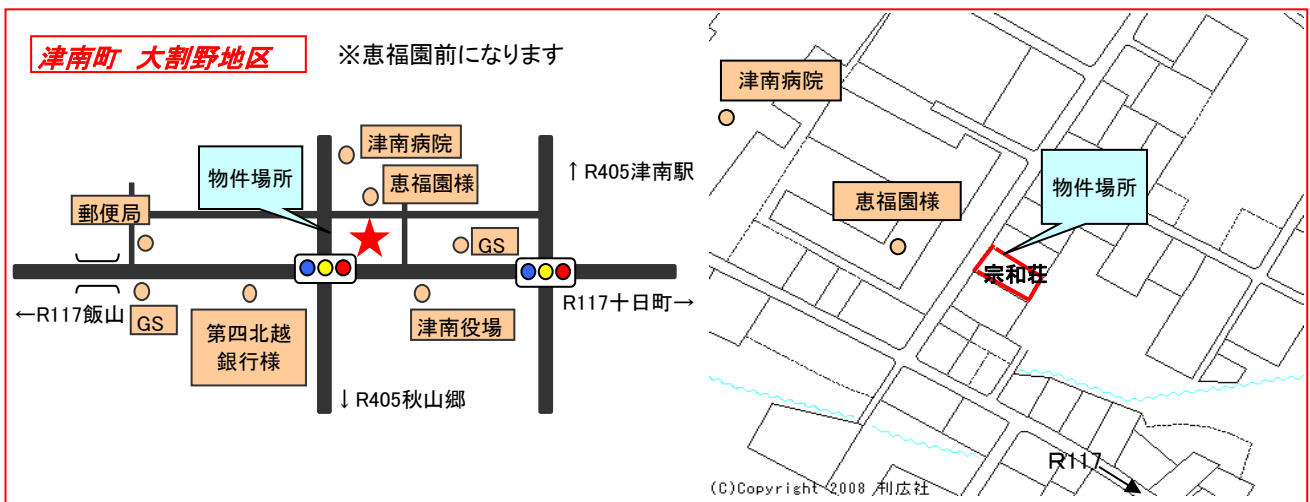 津南町 大割野地区
※恵福園前になります
津南病院
物件場所
恵福園様
↑R405津南駅
郵便局
GS
←R117飯山
GS
第四北越
銀行様
津南役場
R117十日町→
↓R405秋山郷
津南病院
物件場所
恵福園様
宗和荘
R117
(C)Copyright 2008 刊広社